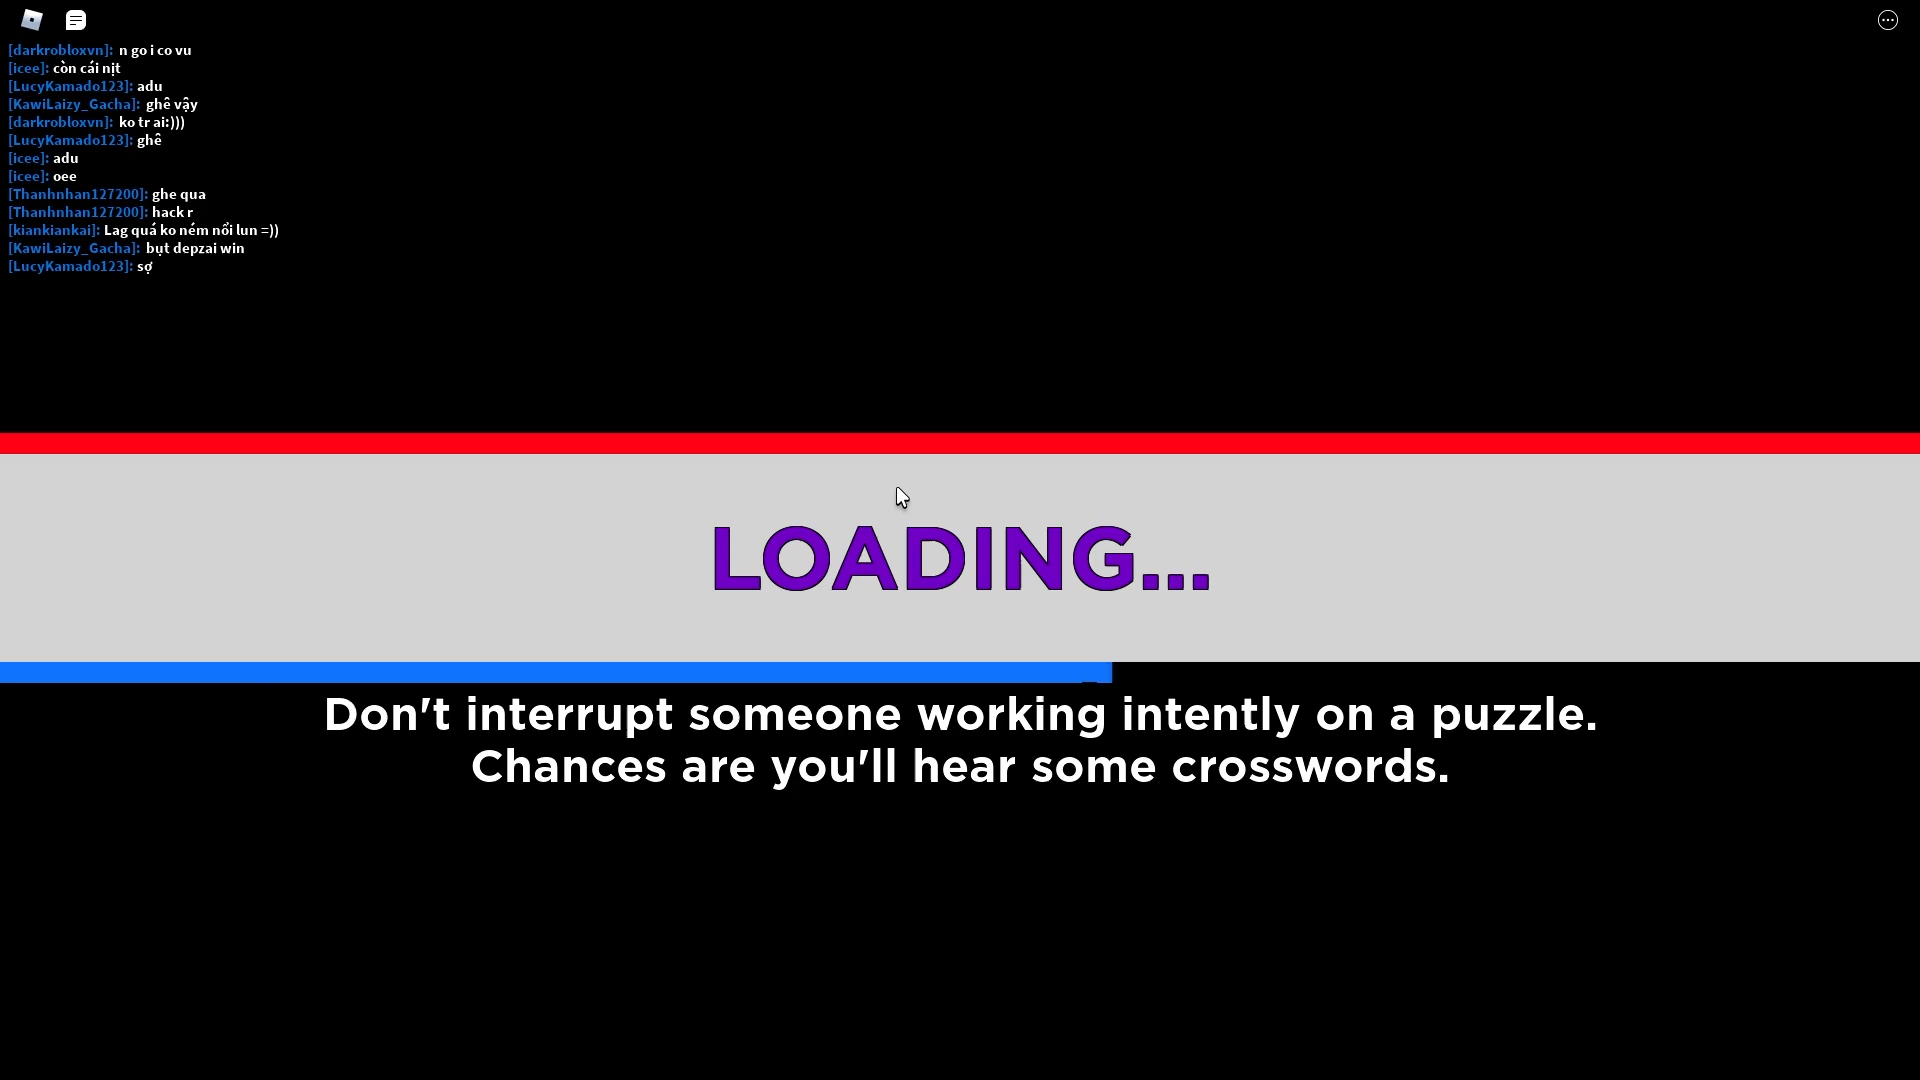 [darkrobloxvn]: n go i co vu
[icee]: còn cái nịt
[LucyKamado123]: adu
[KawiLaizy_Gacha]: ghê vậy
[darkrobloxvn]: ko tr ai:)))
[LucyKamado123]: ghê
[icee]: adu
[icee]: oee
[Thanhnhan127200]: ghe qua
[Thanhnhan127200]: hack r
[kiankiankai]: Lag quá ko ném nổi lun =))
[KawiLaizy_Gacha]: bụt depzai win
[LucyKamado123]: sợ
LOADING...
Don't interrupt someone working intently on a puzzle.
Chances are you'll hear some crosswords.